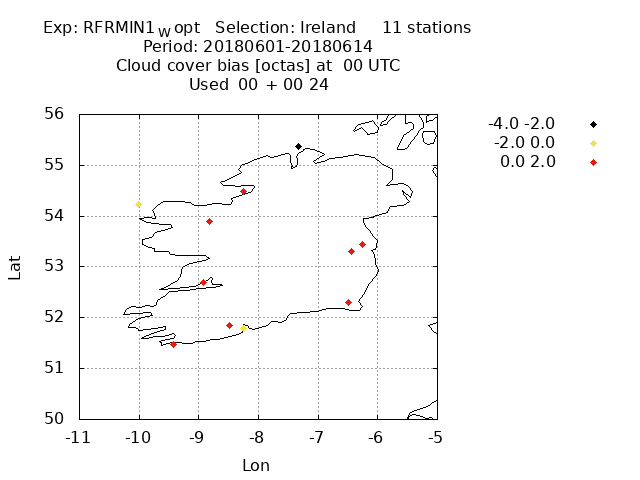 Exp: RFRMIN1wopt Selection: Ireland 11 stations
Period: 20180601-20180614
Cloud cover bias [octas] at 00 UTC
Used 00 + 00 24
-4.0 -2.0
-2.0 0.0
0.0 2.0
56
55
54
53
52
51
50
Lat
-11 -10 -9 -8 -7 -6 -5
Lon